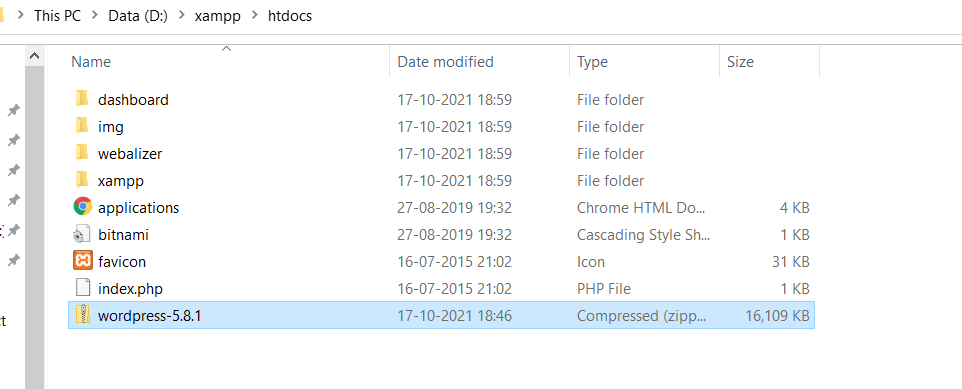 This PC > Data (D:) > xampp > htdocs
Name Date modified Type Size
dashboard 17-10-2021 18:59 File folder
img 17-10-2021 18:59 File folder
webalizer 17-10-2021 18:59 File folder
xampp 17-10-2021 18:59 File folder
applications 27-08-2019 19:32 Chrome HTML Do... 4 KB
bitnami 27-08-2019 19:32 Cascading Style Sh... 1 KB
favicon 16-07-2015 21:02 Icon 31 KB
index.php 16-07-2015 21:02 PHP File 1 KB
wordpress-5.8.1 17-10-2021 18:46 Compressed (zipp... 16,109 KB